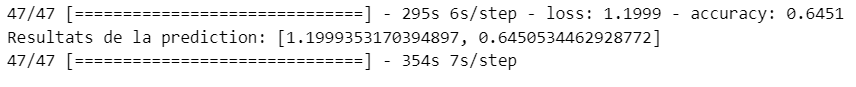 47/47 [==============================] - 295s 6s/step - loss: 1.1999 - accuracy: 0.6451
Resultats de la prediction: [1.1999353170394897, 0.6450534462928772]
47/47 [==============================] - 354s 7s/step